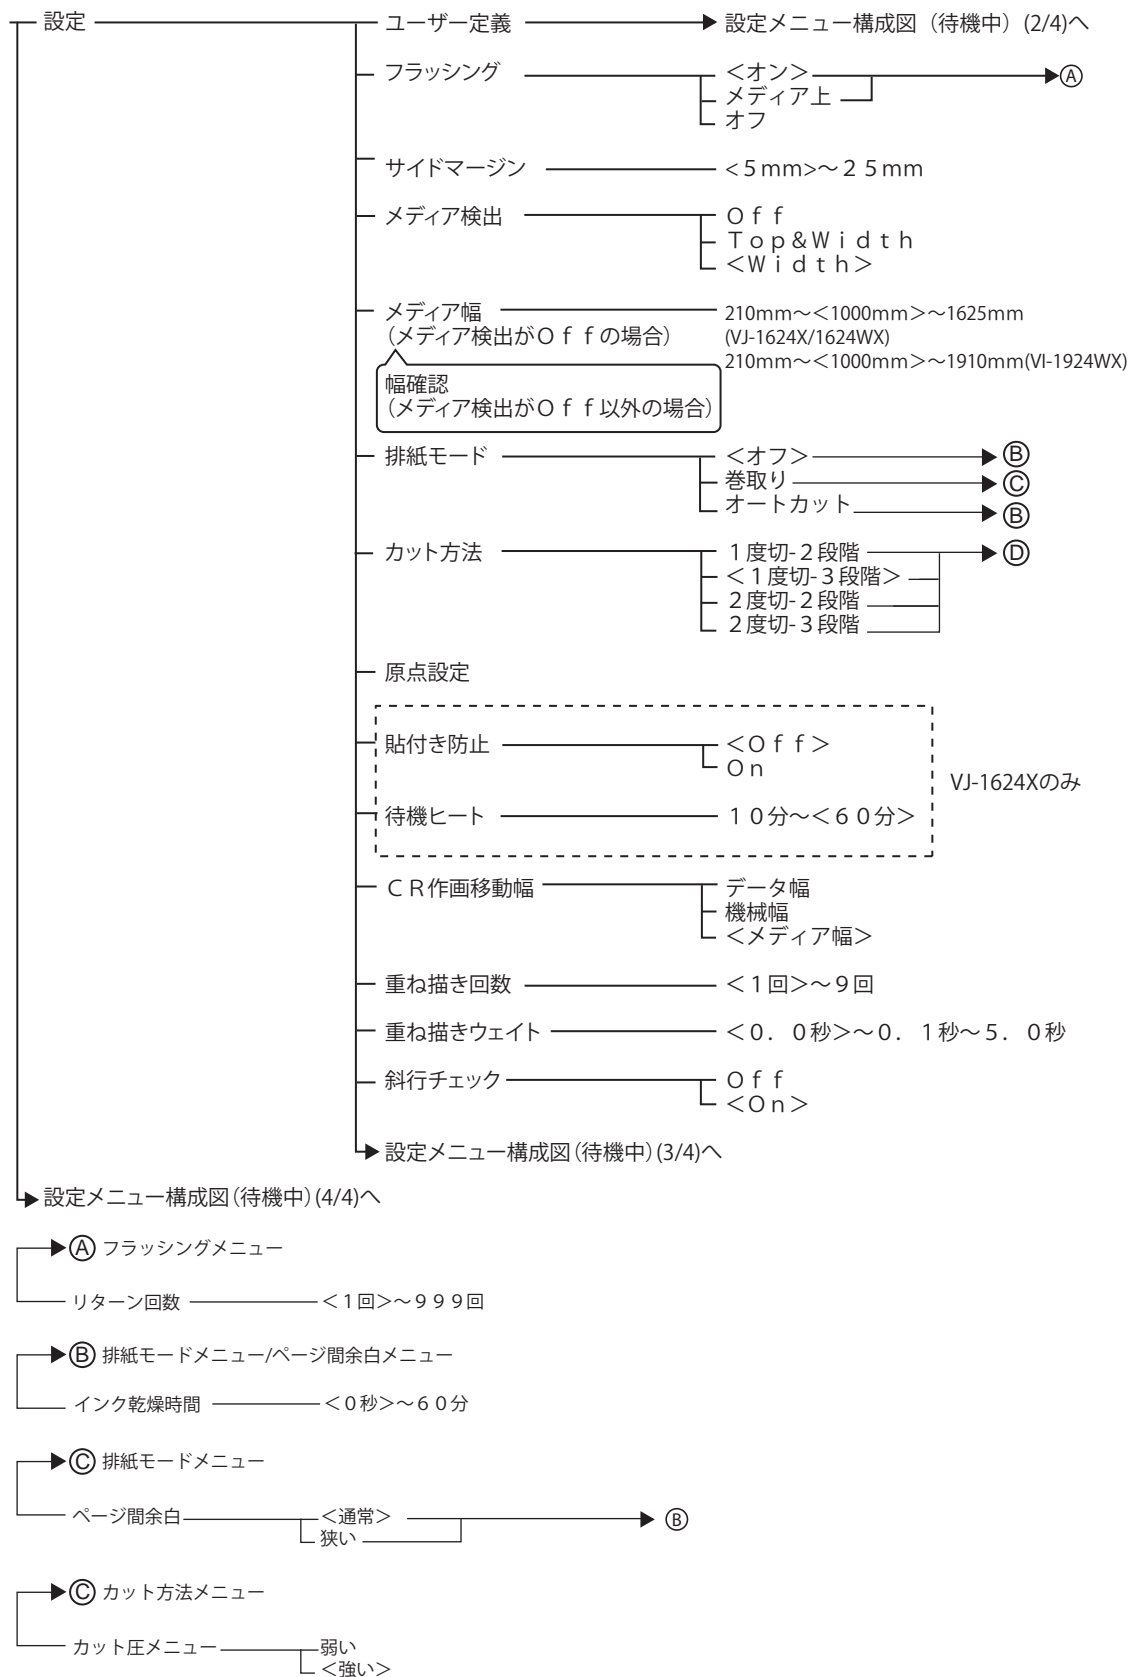 設定 ユーザー定義 設定メニュー構成図（待機中）(2/4)へ
フラッシング ＜オン＞ Ⓐ
メディア上
オフ
サイドマージン <５mm>～２５mm
メディア検出 Ｏｆｆ
Ｔｏｐ&Ｗｉｄｔｈ
＜Ｗｉｄｔｈ＞
メディア幅 210mm～＜1000mm＞～1625mm
（メディア検出がＯｆｆの場合） (VJ-1624X/1624WX)
210mm～＜1000mm＞～1910mm(VI-1924WX)
幅確認
（メディア検出がＯｆｆ以外の場合）
排紙モード ＜オフ＞ Ⓑ
巻取り Ⓒ
オートカット Ⓑ
カット方法 １度切-２段階 Ⓓ
＜１度切-３段階＞
２度切-２段階
２度切-３段階
原点設定
貼付き防止 ＜Ｏｆｆ＞
Ｏｎ
VJ-1624Xのみ
待機ヒート １０分～＜６０分＞
ＣＲ作画移動幅 データ幅
機械幅
＜メディア幅＞
重ね描き回数 ＜１回＞～９回
重ね描きウェイト ＜０．０秒＞～０．１秒～５．０秒
斜行チェック Ｏｆｆ
＜Ｏｎ＞
設定メニュー構成図（待機中）(3/4)へ
設定メニュー構成図（待機中）(4/4)へ
Ⓐ フラッシングメニュー
リターン回数 ＜１回＞～９９９回
Ⓑ 排紙モードメニュー/ページ間余白メニュー
インク乾燥時間 ＜０秒＞～６０分
Ⓒ 排紙モードメニュー
ページ間余白 ＜通常＞ Ⓑ
狭い
Ⓒ カット方法メニュー
カット圧メニュー 弱い
＜強い＞